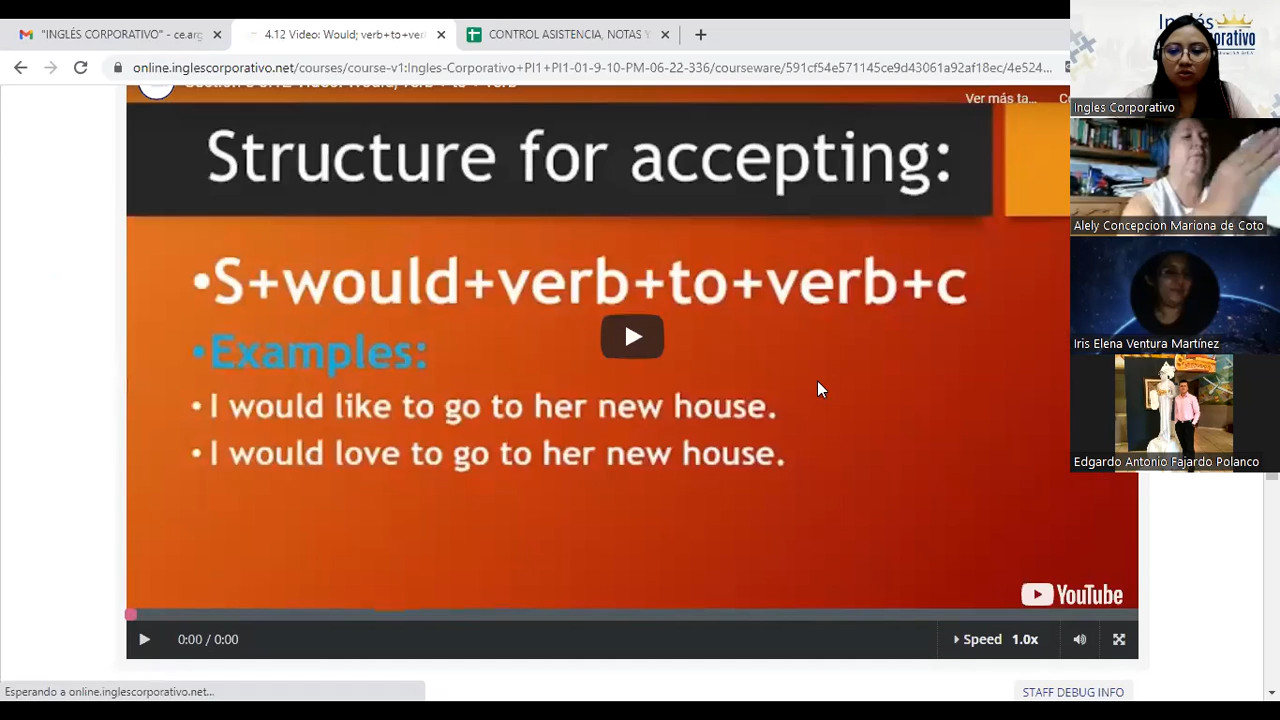 "INGLÉS CORPORATIVO" - ce.arg
4.12 Video: Would; verb+to+ver
CONTROL, ASISTENCIA, NOTAS Y
online.inglescorporativo.net/courses/course-v1:Ingles-Corporativo+PI1+PI1-01-9-10-PM-06-22-336/courseware/591cf54e571145ce9d43061a92af18ec/4e524...
Ver más ta...
Structure for accepting:
•S+would+verb+to+verb+c
•Examples:
• I would like to go to her new house.
• I would love to go to her new house.
YouTube
0:00 / 0:00
Speed 1.0x
Esperando a online.inglescorporativo.net...
STAFF DEBUG INFO
Inglés
Ingles Corporativo
Alely Concepcion Mariona de Coto
Iris Elena Ventura Martínez
Edgardo Antonio Fajardo Polanco